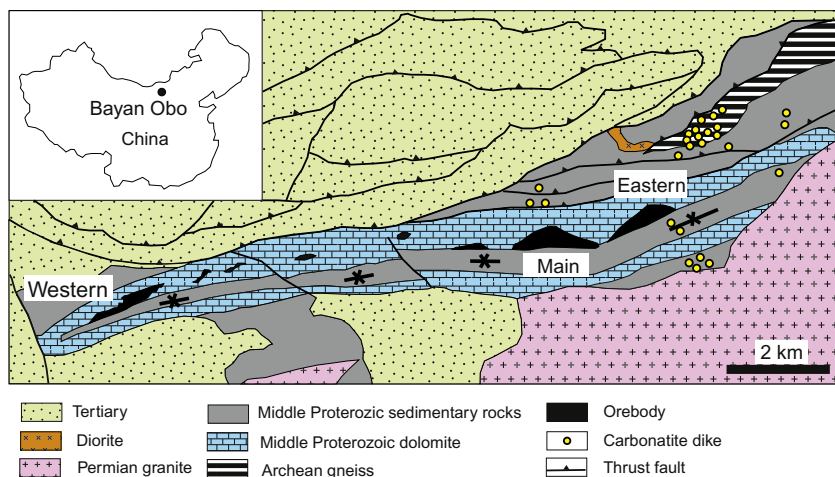 Bayan Obo
China
Eastern
Main
Western
2 km
Tertiary
Middle Proterozic sedimentary rocks
Orebody
Diorite
Middle Proterozoic dolomite
Carbonatite dike
Permian granite
Archean gneiss
Thrust fault